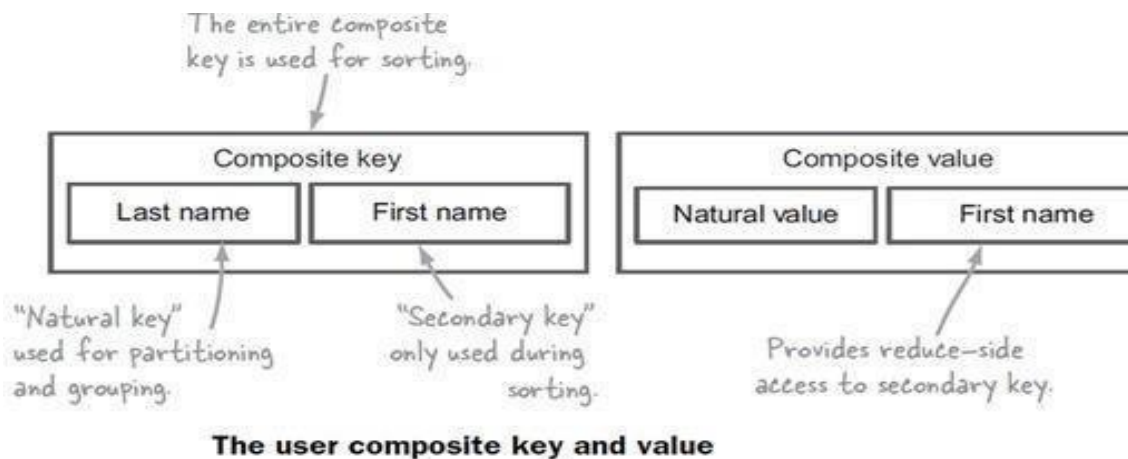 The entire composite
key is used for sorting.
Composite key
Last name
First name
Composite value
Natural value
First name
"Natural key"
used for partitioning
and grouping.
"Secondary key"
only used during
sorting.
Provides reduce-side
access to secondary key.
The user composite key and value